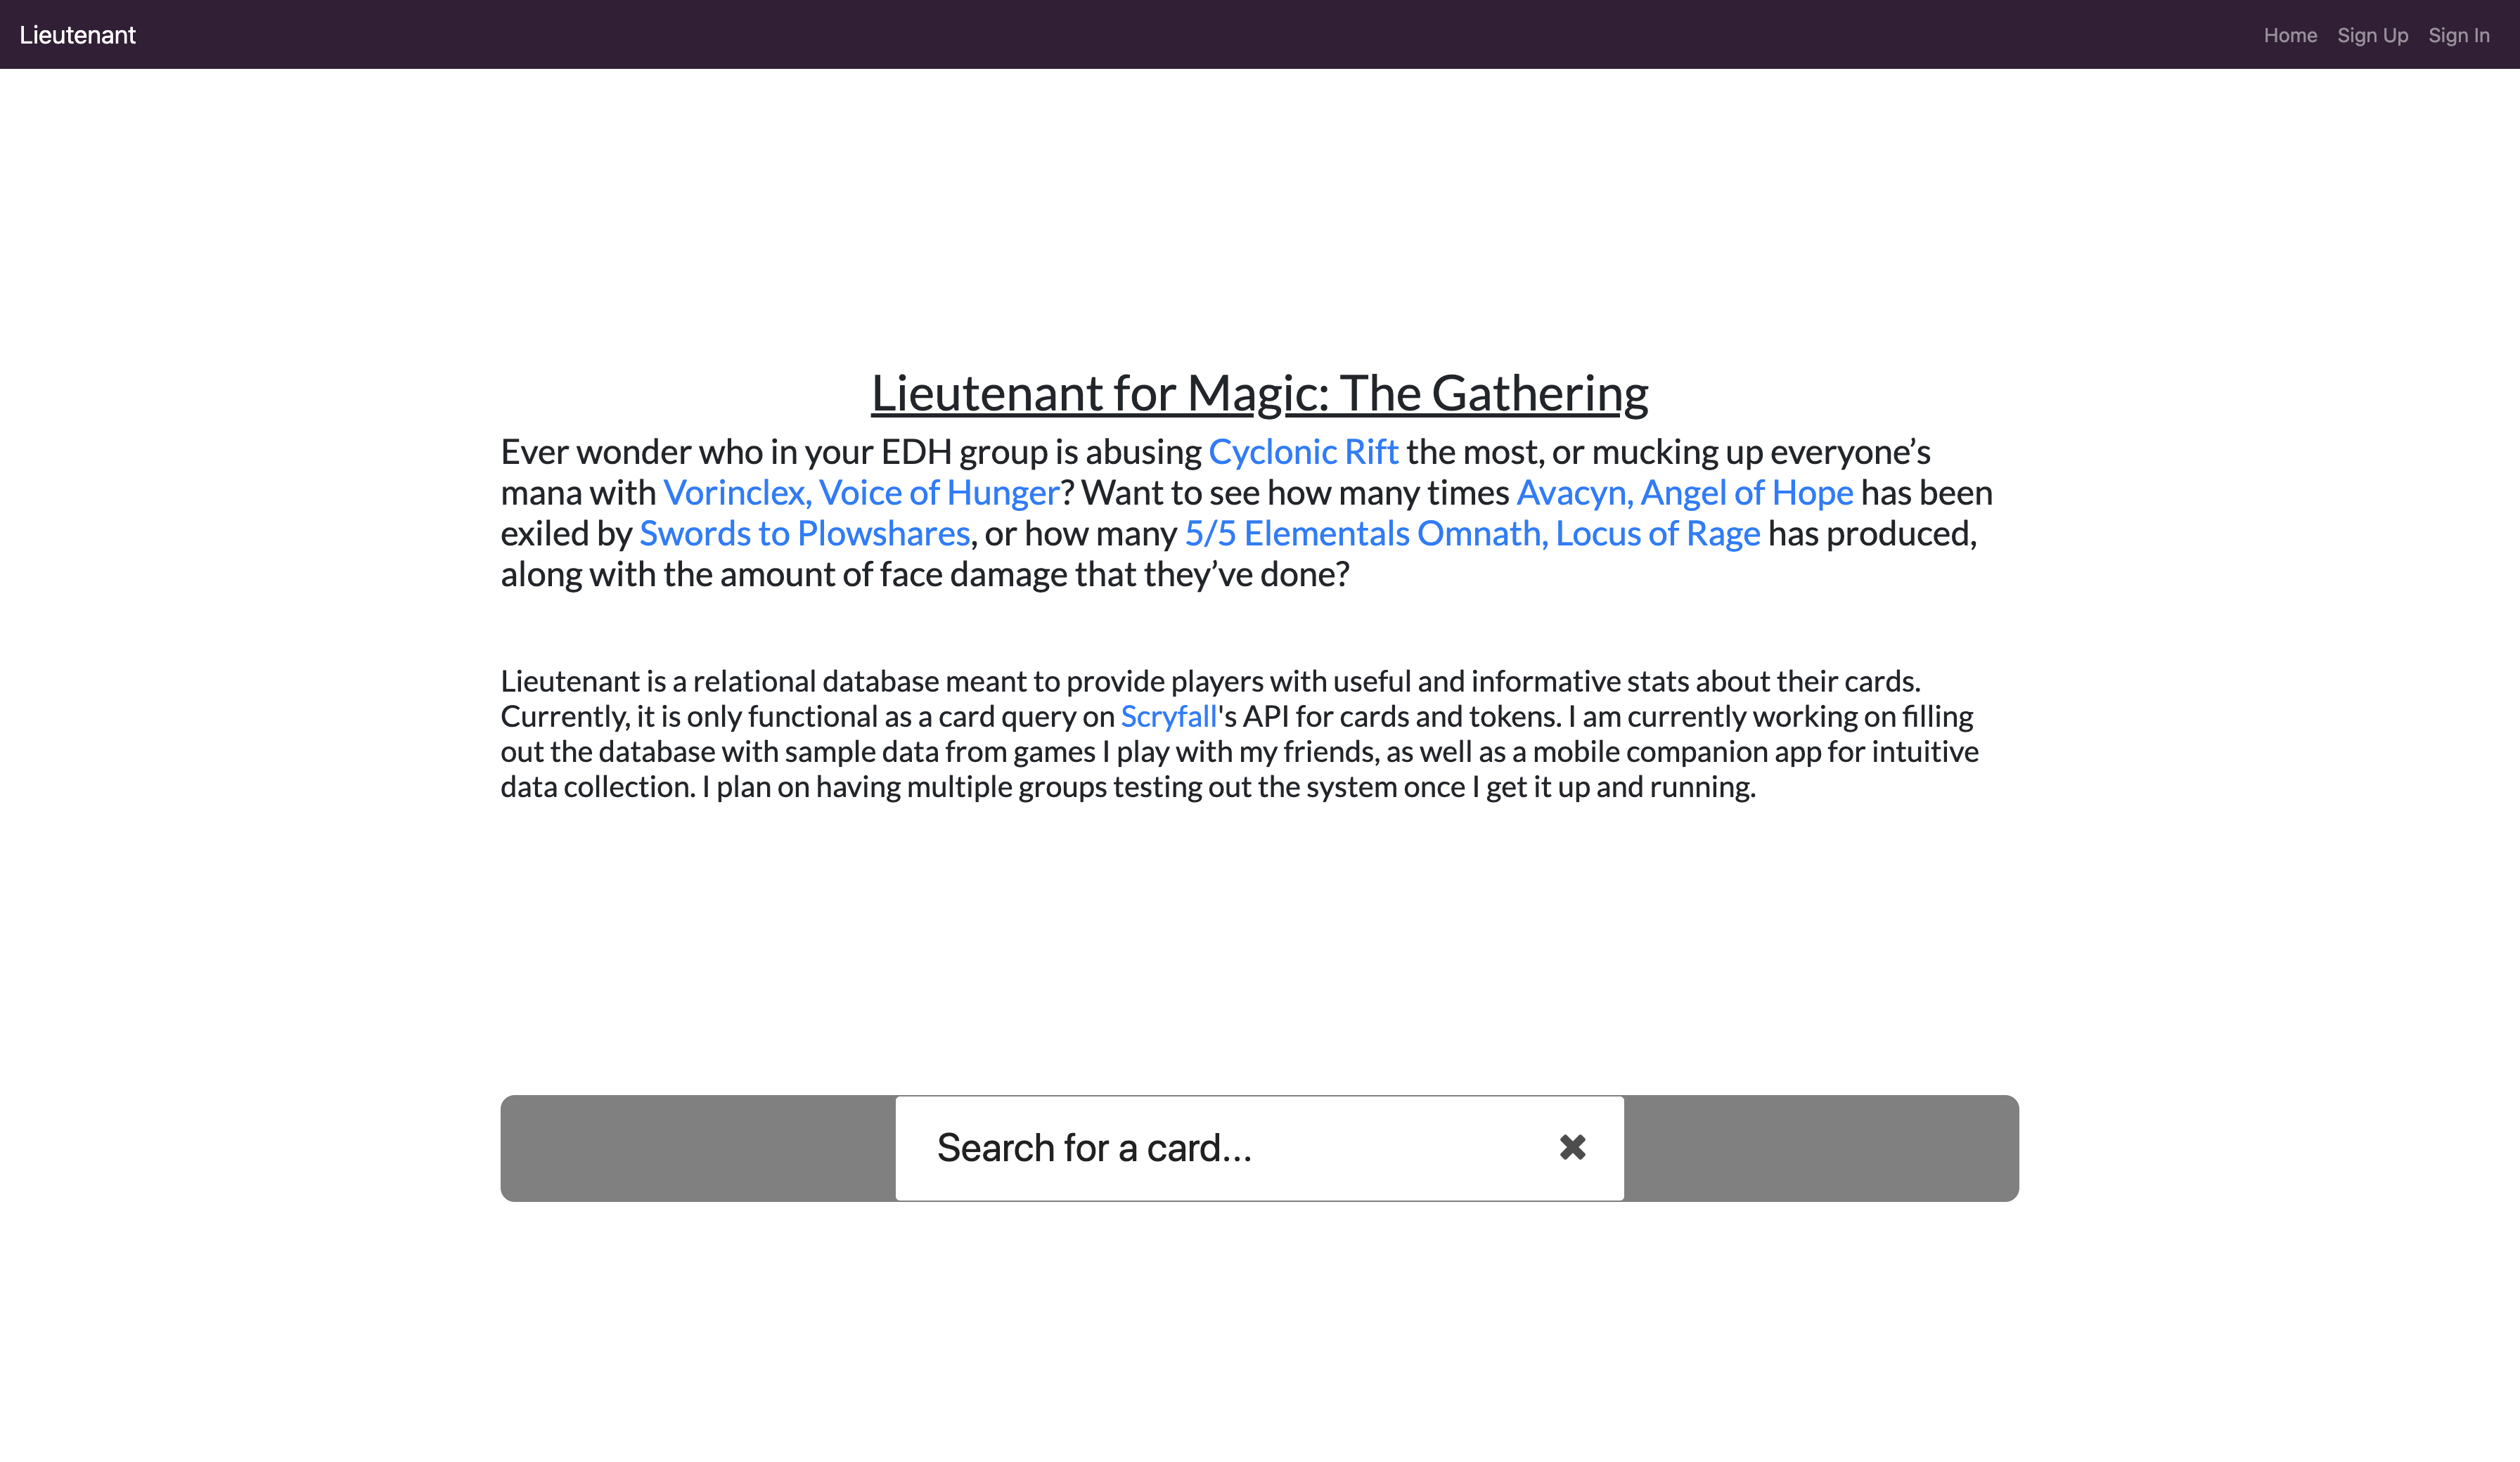 Lieutenant
Home Sign Up Sign In
Lieutenant for Magic: The Gathering
Ever wonder who in your EDH group is abusing Cyclonic Rift the most, or mucking up everyone’s
mana with Vorinclex, Voice of Hunger? Want to see how many times Avacyn, Angel of Hope has been
exiled by Swords to Plowshares, or how many 5/5 Elementals Omnath, Locus of Rage has produced,
along with the amount of face damage that they’ve done?
Lieutenant is a relational database meant to provide players with useful and informative stats about their cards.
Currently, it is only functional as a card query on Scryfall's API for cards and tokens. I am currently working on filling
out the database with sample data from games I play with my friends, as well as a mobile companion app for intuitive
data collection. I plan on having multiple groups testing out the system once I get it up and running.
Search for a card...